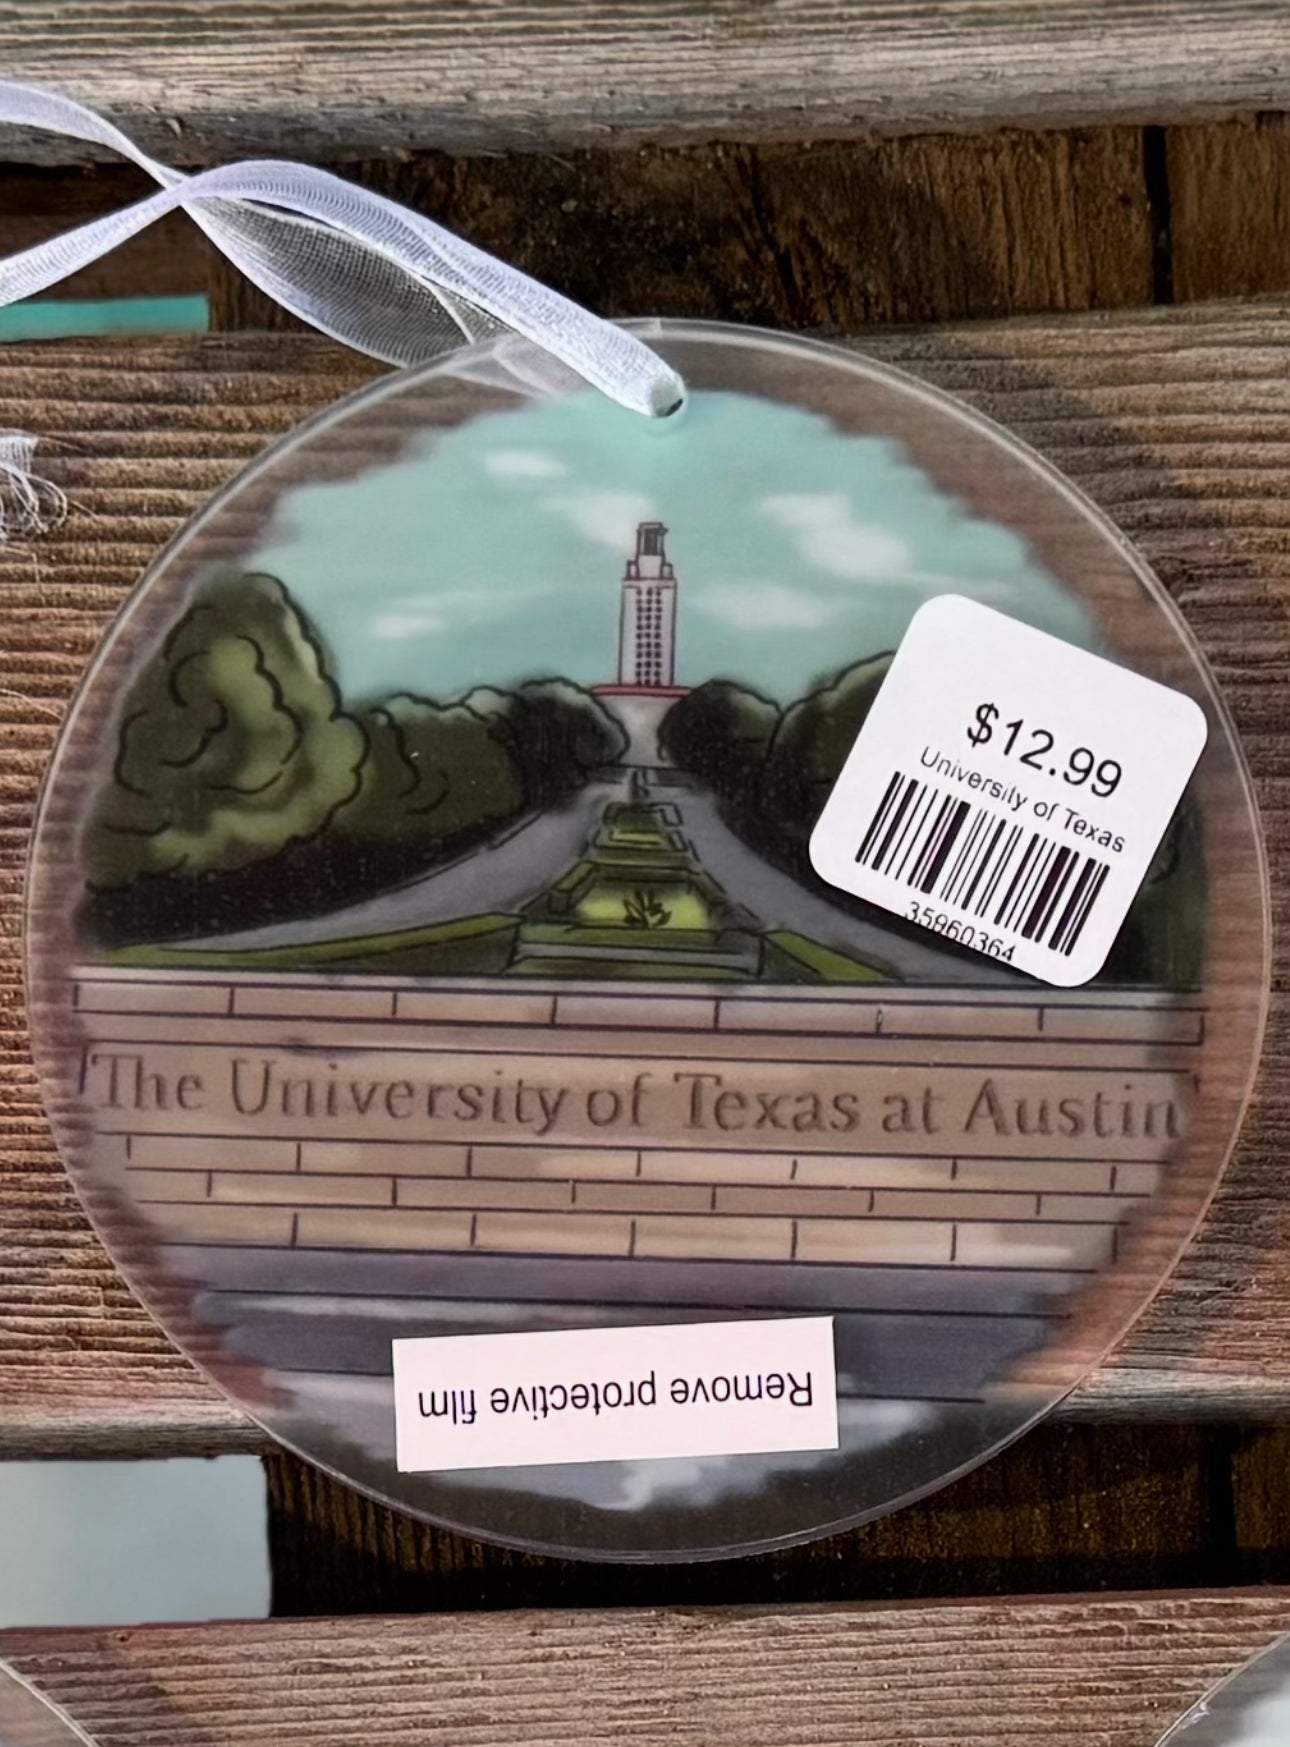 $12.99
University of Texas
35960364
The University of Texas at Austin
Remove protective film